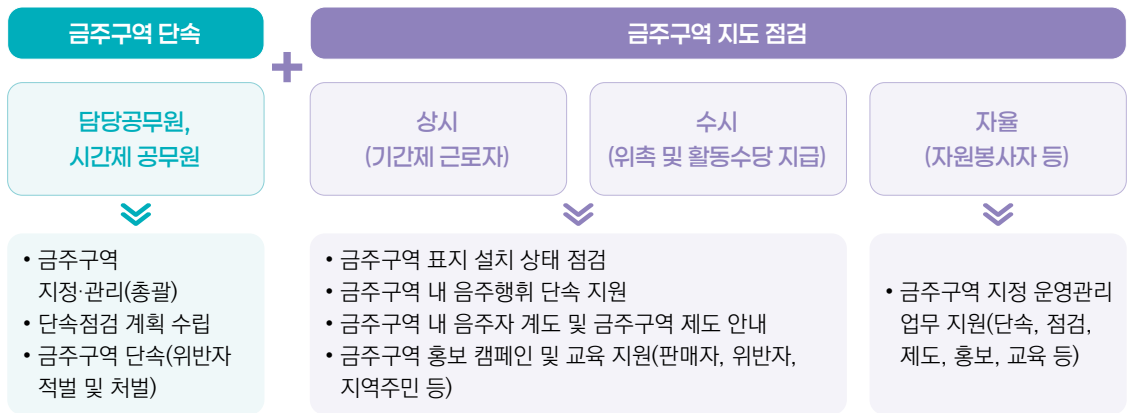 금주구역 단속
+
금주구역 지도 점검
담당공무원,
시간제 공무원
상시
(기간제 근로자)
수시
(위촉 및 활동수당 지급)
자율
(자원봉사자 등)
• 금주구역
지정·관리(총괄)
• 단속점검 계획 수립
• 금주구역 단속(위반자
적벌 및 처벌)
• 금주구역 표지 설치 상태 점검
• 금주구역 내 음주행휘 단속 지원
• 금주구역 내 음주자 계도 및 금주구역 제도 안내
• 금주구역 홍보 캠페인 및 교육 지원(판매자, 위반자,
지역주민 등)
• 금주구역 지정 운영관리
업무 지원(단속, 점검,
제도, 홍보, 교육 등)